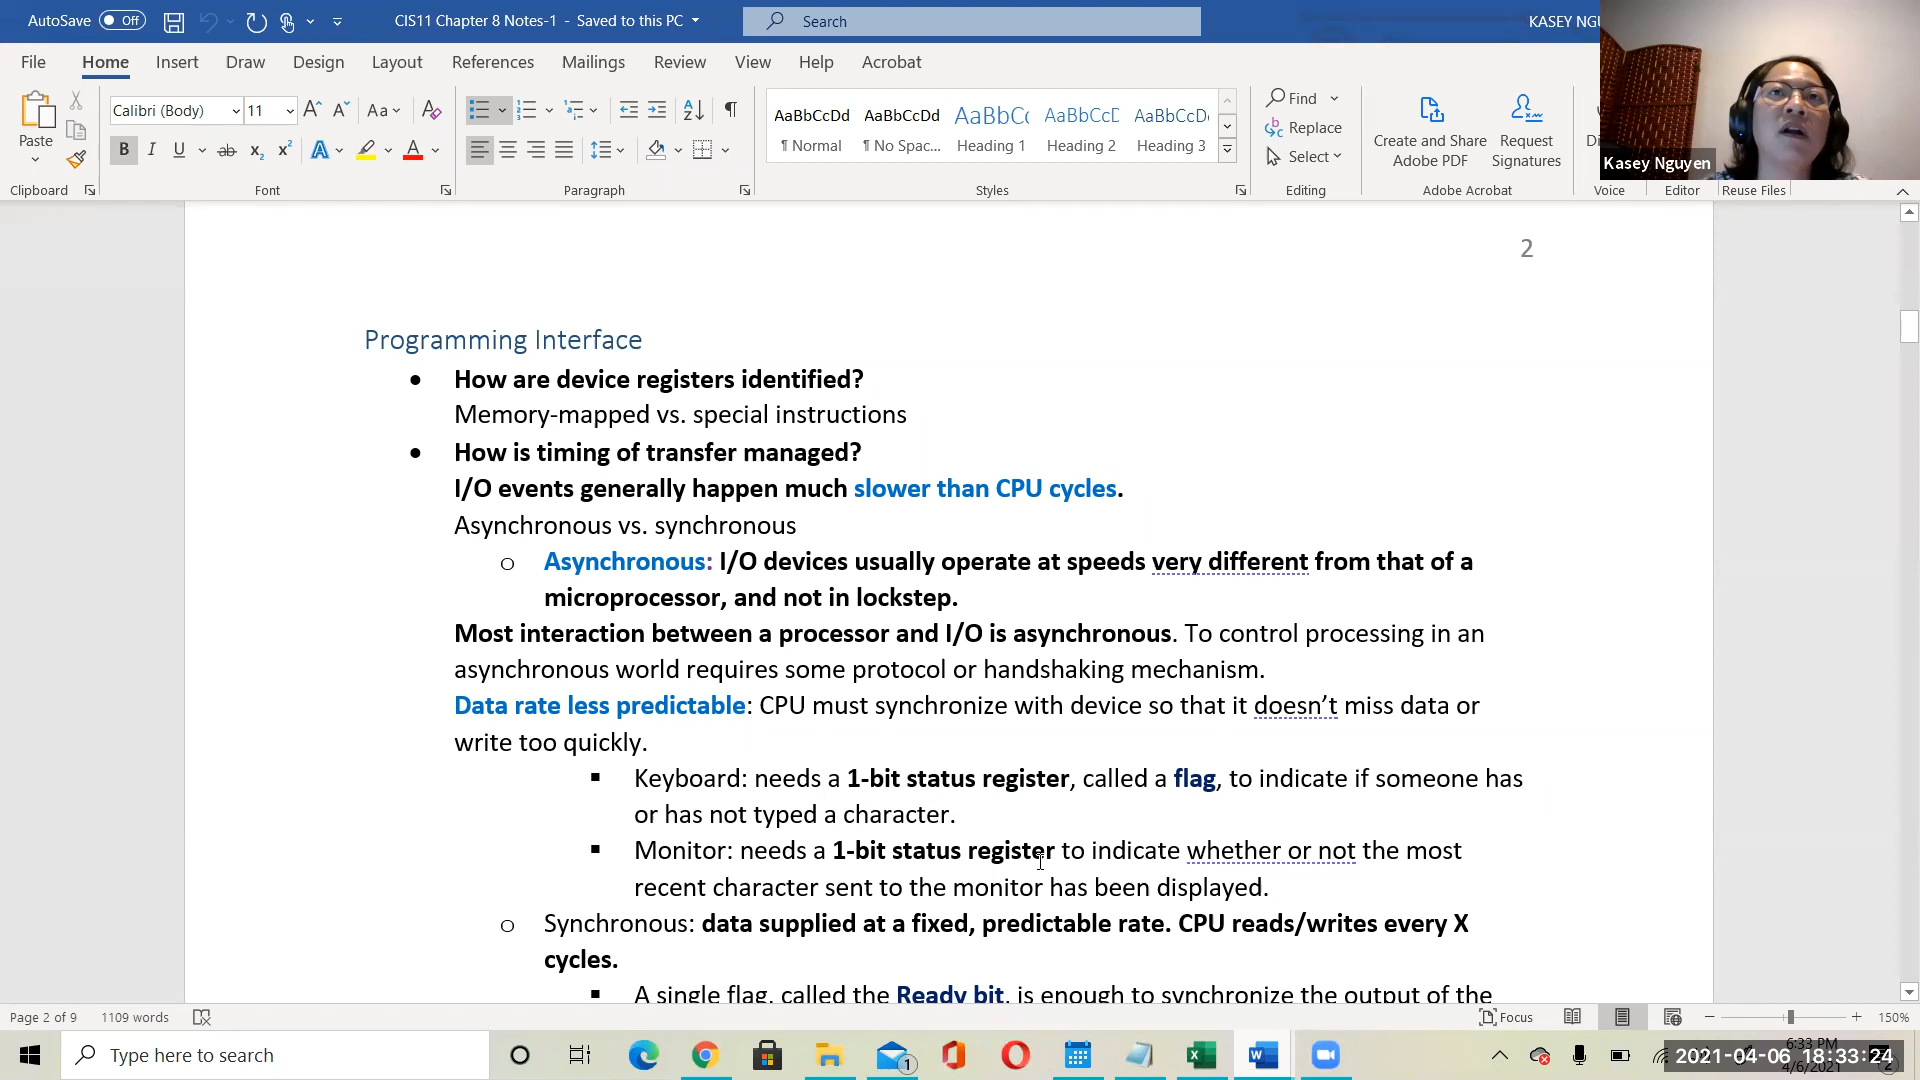 AutoSave Off
CIS11 Chapter 8 Notes-1 - Saved to this PC
Search
KASEY
File Home Insert Draw Design Layout References Mailings Review View Help Acrobat
Calibri (Body) 11
Aa
Paste
B I U ab x₂ x² A A
AaBbCcDd AaBbCcDd AaBbCc AaBbCcD AaBbCcDd
¶ Normal ¶ No Spac... Heading 1 Heading 2 Heading 3
Find
Replace
Select
Create and Share Adobe PDF
Request Signatures
Kasey Nguyen
Clipboard Font Paragraph Styles Editing Adobe Acrobat Voice Editor Reuse Files
2
Programming Interface
• How are device registers identified?
Memory-mapped vs. special instructions
• How is timing of transfer managed?
I/O events generally happen much slower than CPU cycles.
Asynchronous vs. synchronous
o Asynchronous: I/O devices usually operate at speeds very different from that of a
microprocessor, and not in lockstep.
Most interaction between a processor and I/O is asynchronous. To control processing in an
asynchronous world requires some protocol or handshaking mechanism.
Data rate less predictable: CPU must synchronize with device so that it doesn’t miss data or
write too quickly.
▪ Keyboard: needs a 1-bit status register, called a flag, to indicate if someone has
or has not typed a character.
▪ Monitor: needs a 1-bit status register to indicate whether or not the most
recent character sent to the monitor has been displayed.
o Synchronous: data supplied at a fixed, predictable rate. CPU reads/writes every X
cycles.
▪ A single flag, called the Ready bit, is enough to synchronize the output of the
Page 2 of 9 1109 words
Focus
150%
Type here to search
1
6:33 PM
2021-04-06 18:33:24
4/6/2021